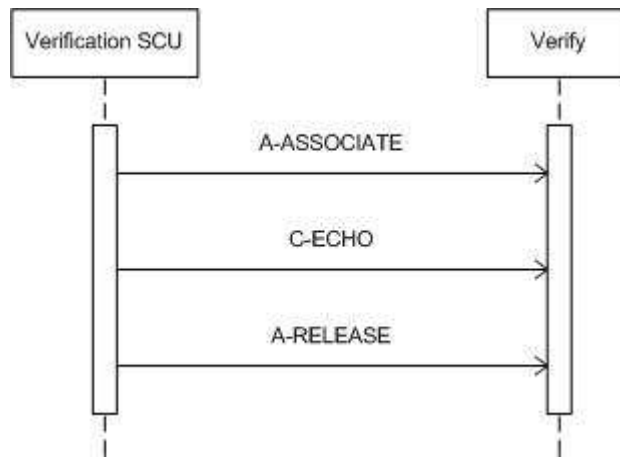 Verification SCU
Verify
A-ASSOCIATE
C-ECHO
A-RELEASE